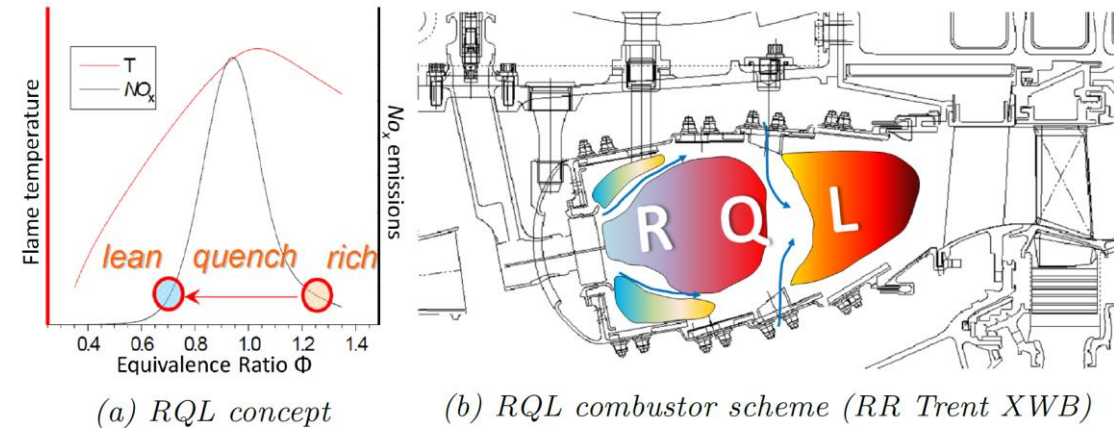 T
NOx
Flame temperature
Nox emissions
lean quench rich
0.4 0.6 0.8 1.0 1.2 1.4
Equivalence Ratio Φ
(a) RQL concept
R Q L
(b) RQL combustor scheme (RR Trent XWB)